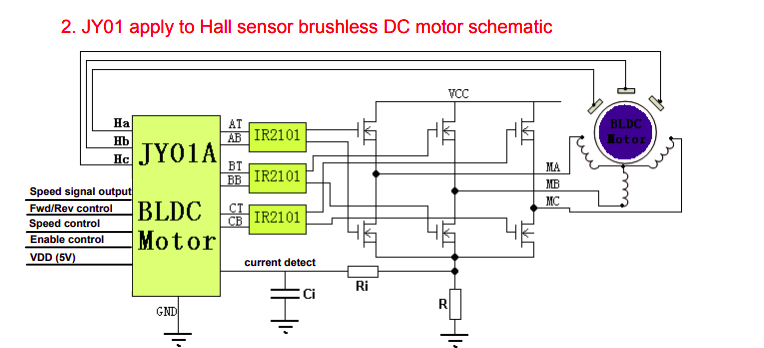 2. JY01 apply to Hall sensor brushless DC motor schematic
VCC
Ha
Hb
Hc
AT
AB
IR2101
BLDC
Motor
JY01A
BT
BB
IR2101
MA
MB
MC
Speed signal output
Fwd/Rev control
Speed control
Enable control
VDD (5V)
BLDC
Motor
CT
CB
IR2101
current detect
Ci
Ri
R
GND